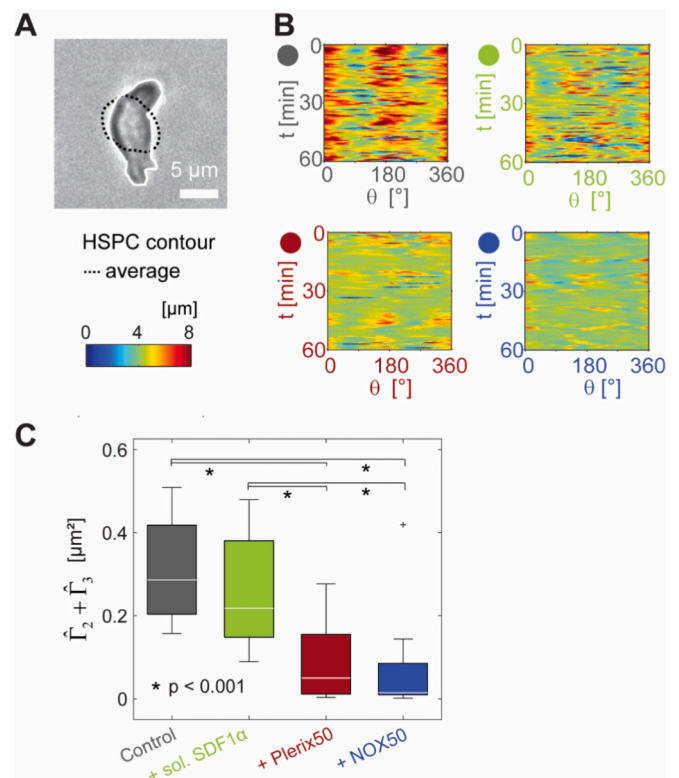 A
5 µm
HSPC contour
average
[µm]
0 4 8
B
0
30
60
t [min]
0 180 360
θ [°]
0
30
60
t [min]
0 180 360
θ [°]
0
30
60
t [min]
0 180 360
θ [°]
0
30
60
t [min]
0 180 360
θ [°]
C
0.6
0.4
0.2
0
Γ̂₂ + Γ̂₃ [µm²]
* *
* *
* p < 0.001
Control
+ sol. SDF1α
+ Plerix50
+ NOX50